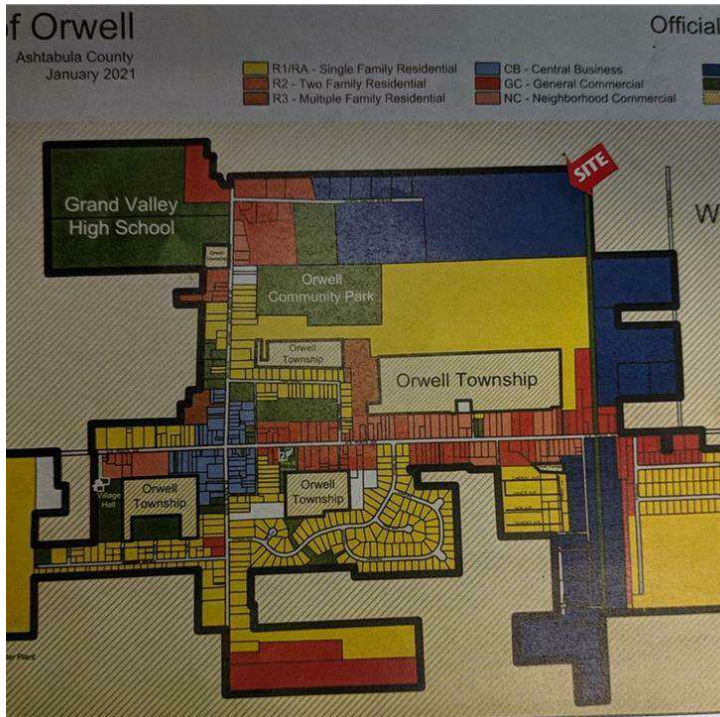 of Orwell
Official
Ashtabula County
January 2021
R1/RA - Single Family Residential
R2 - Two Family Residential
R3 - Multiple Family Residential
CB - Central Business
GC - General Commercial
NC - Neighborhood Commercial
SITE
Grand Valley
High School
W
Orwell
Community Park
Orwell
Township
Orwell Township
Village
Hall
Orwell
Township
Orwell
Township